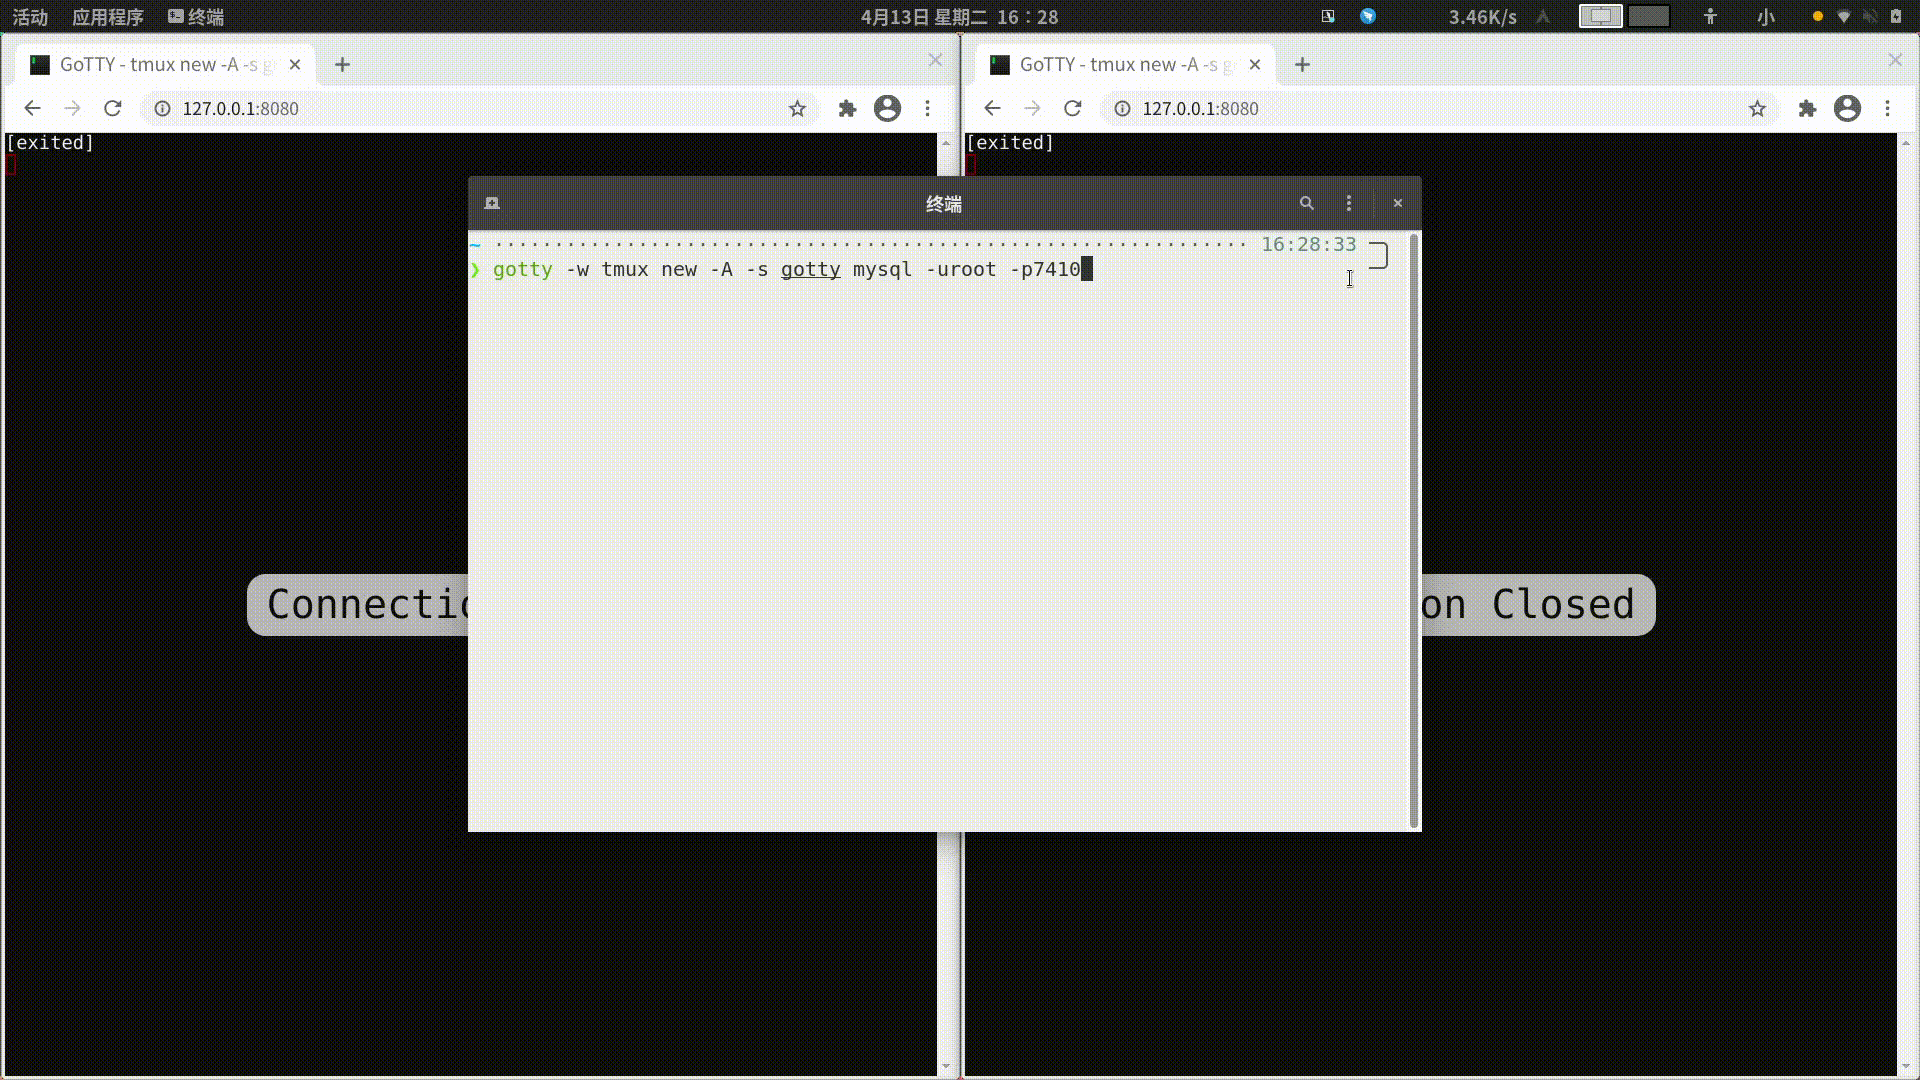 活动 应用程序 终端 4月13日 星期二 16：28 3.46K/s 小
GoTTY - tmux new -A -s g
GoTTY - tmux new -A -s g
127.0.0.1:8080
127.0.0.1:8080
[exited]
[exited]
终端
~ 16:28:33
❯ gotty -w tmux new -A -s gotty mysql -uroot -p7410
Connectio
on Closed